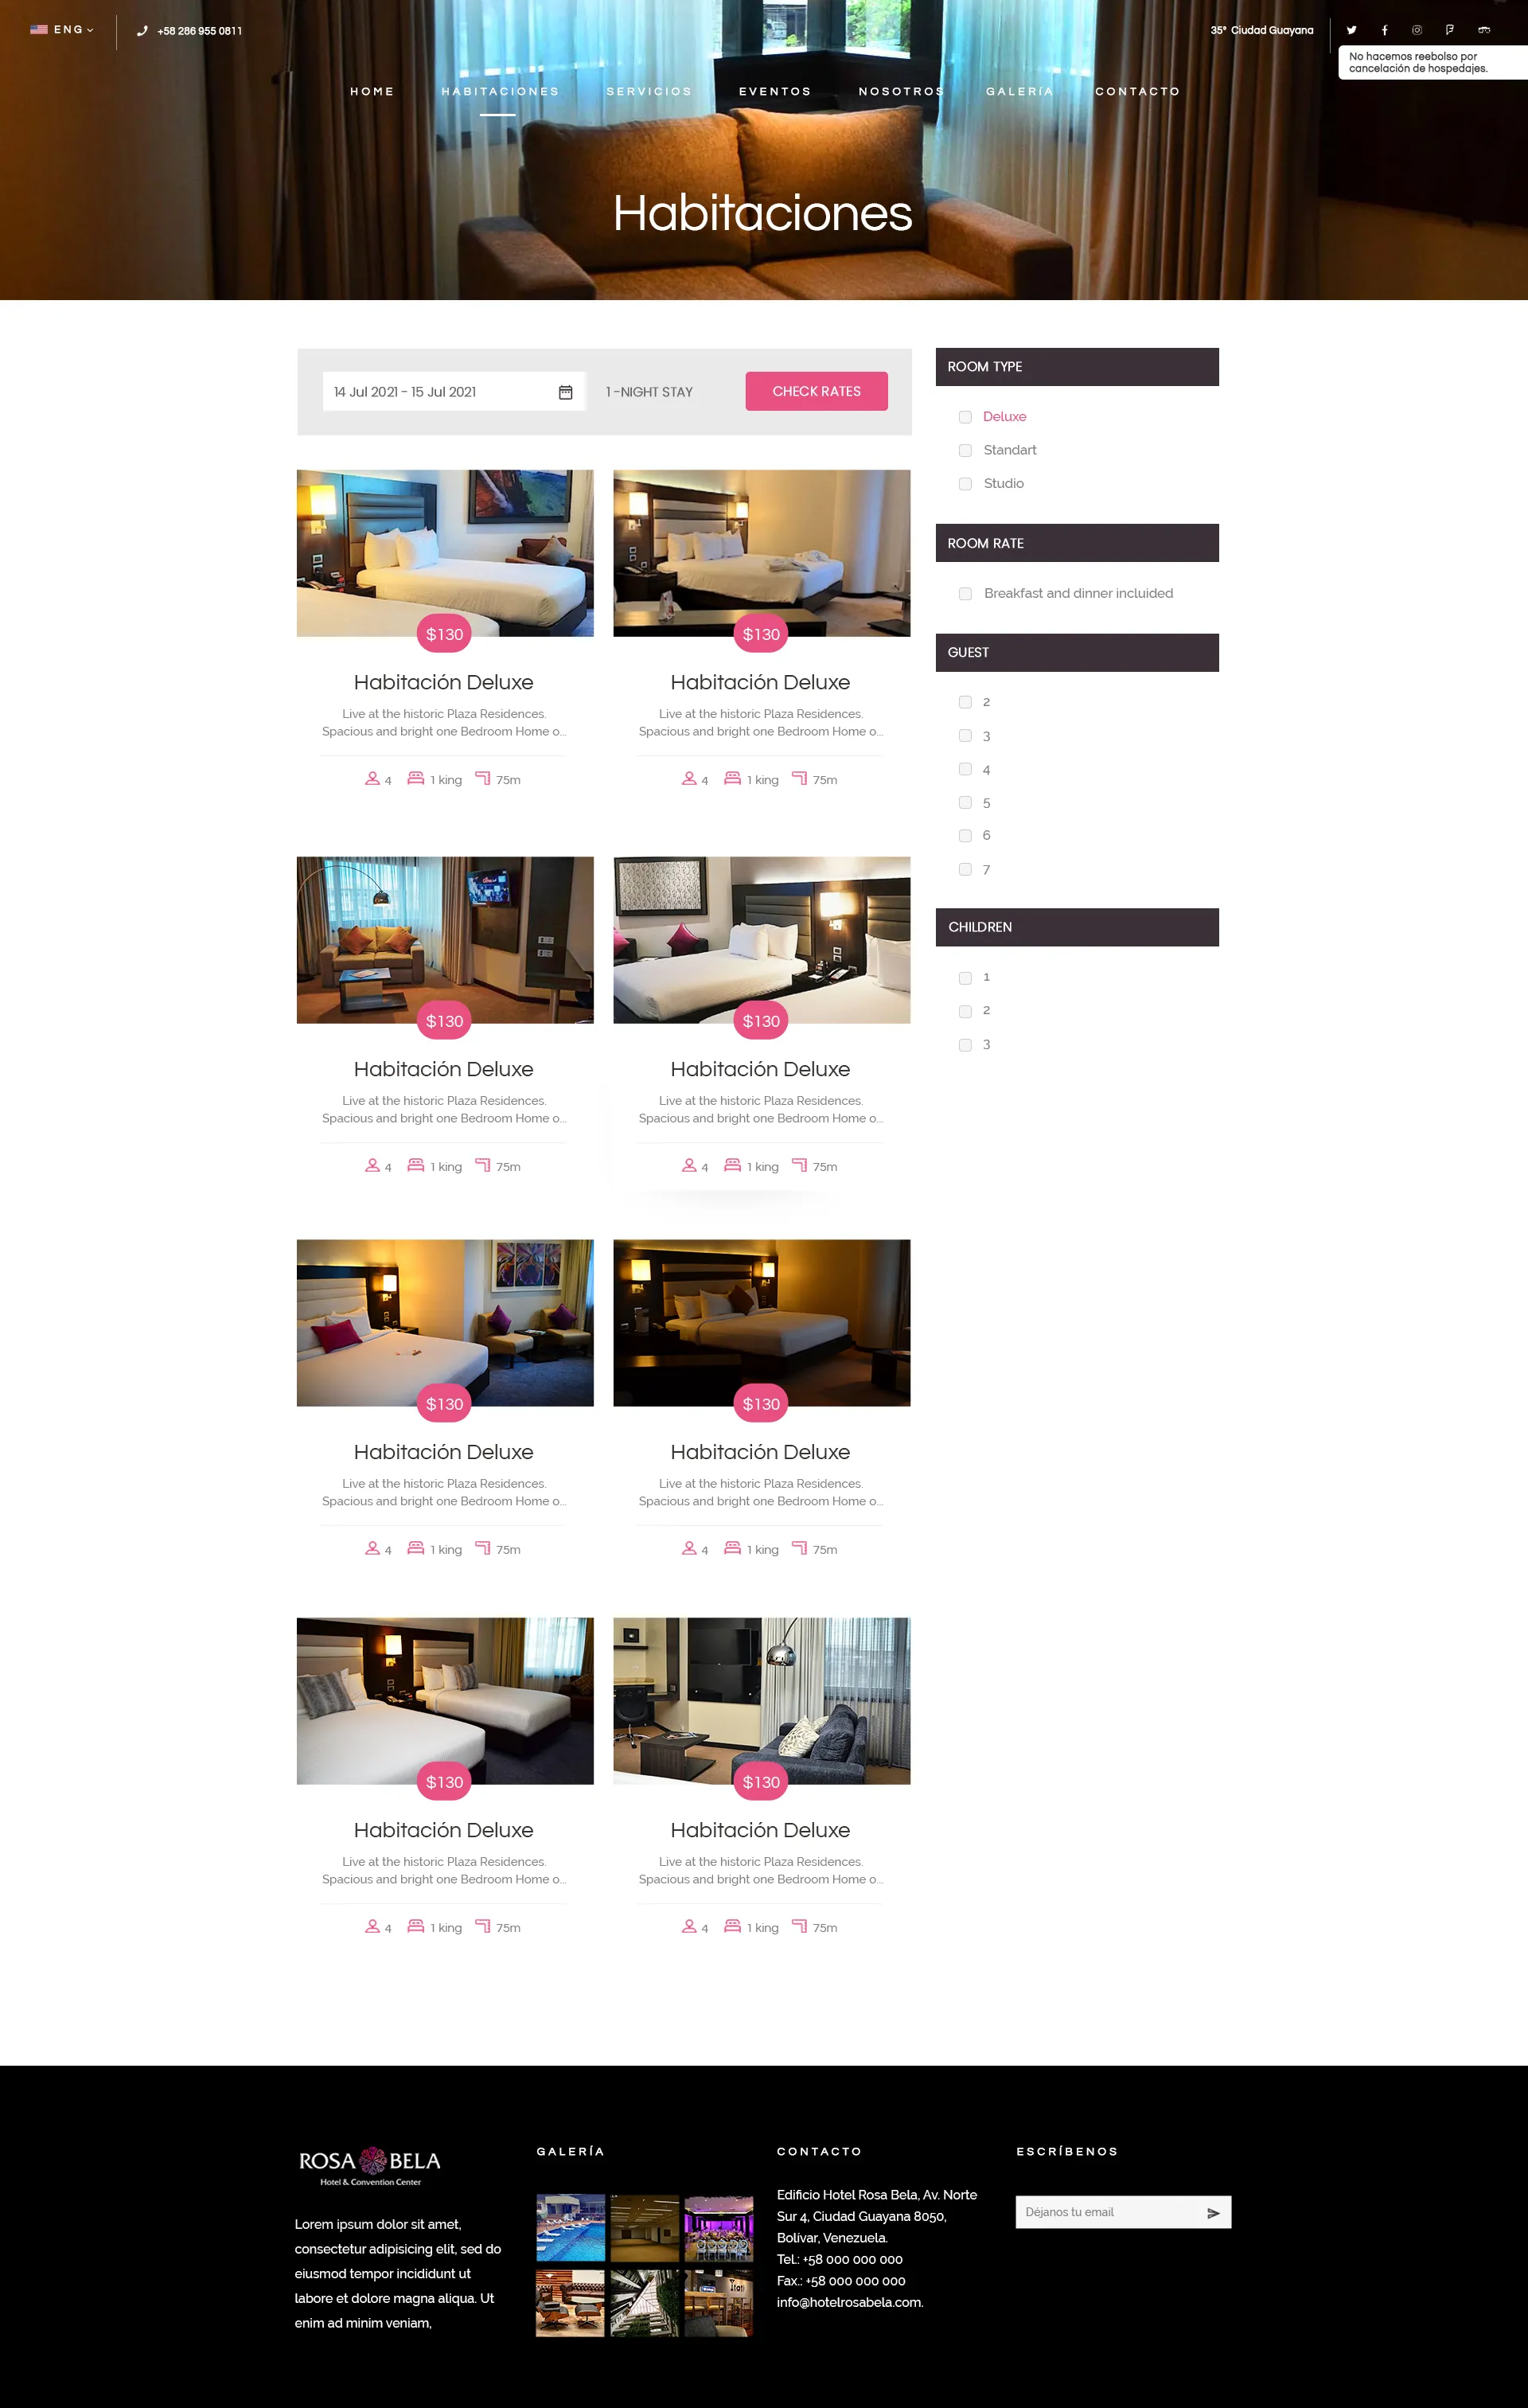 ENG
+58 286 955 0811
35° Ciudad Guayana
No hacemos reebolso por
cancelación de hospedajes.
HOME HABITACIONES SERVICIOS EVENTOS NOSOTROS GALERíA CONTACTO
Habitaciones
14 Jul 2021 - 15 Jul 2021
1 -NIGHT STAY
CHECK RATES
$130
Habitación Deluxe
Live at the historic Plaza Residences.
Spacious and bright one Bedroom Home o...
4 1 king 75m
$130
Habitación Deluxe
Live at the historic Plaza Residences.
Spacious and bright one Bedroom Home o...
4 1 king 75m
$130
Habitación Deluxe
Live at the historic Plaza Residences.
Spacious and bright one Bedroom Home o...
4 1 king 75m
$130
Habitación Deluxe
Live at the historic Plaza Residences.
Spacious and bright one Bedroom Home o...
4 1 king 75m
$130
Habitación Deluxe
Live at the historic Plaza Residences.
Spacious and bright one Bedroom Home o...
4 1 king 75m
$130
Habitación Deluxe
Live at the historic Plaza Residences.
Spacious and bright one Bedroom Home o...
4 1 king 75m
$130
Habitación Deluxe
Live at the historic Plaza Residences.
Spacious and bright one Bedroom Home o...
4 1 king 75m
$130
Habitación Deluxe
Live at the historic Plaza Residences.
Spacious and bright one Bedroom Home o...
4 1 king 75m
ROOM TYPE
Deluxe
Standart
Studio
ROOM RATE
Breakfast and dinner incluided
GUEST
2
3
4
5
6
7
CHILDREN
1
2
3
ROSA BELA
Hotel & Convention Center
Lorem ipsum dolor sit amet,
consectetur adipisicing elit, sed do
eiusmod tempor incididunt ut
labore et dolore magna aliqua. Ut
enim ad minim veniam,
GALERÍA
CONTACTO
Edificio Hotel Rosa Bela, Av. Norte
Sur 4, Ciudad Guayana 8050,
Bolívar, Venezuela.
Tel.: +58 000 000 000
Fax.: +58 000 000 000
info@hotelrosabela.com.
ESCRÍBENOS
Déjanos tu email